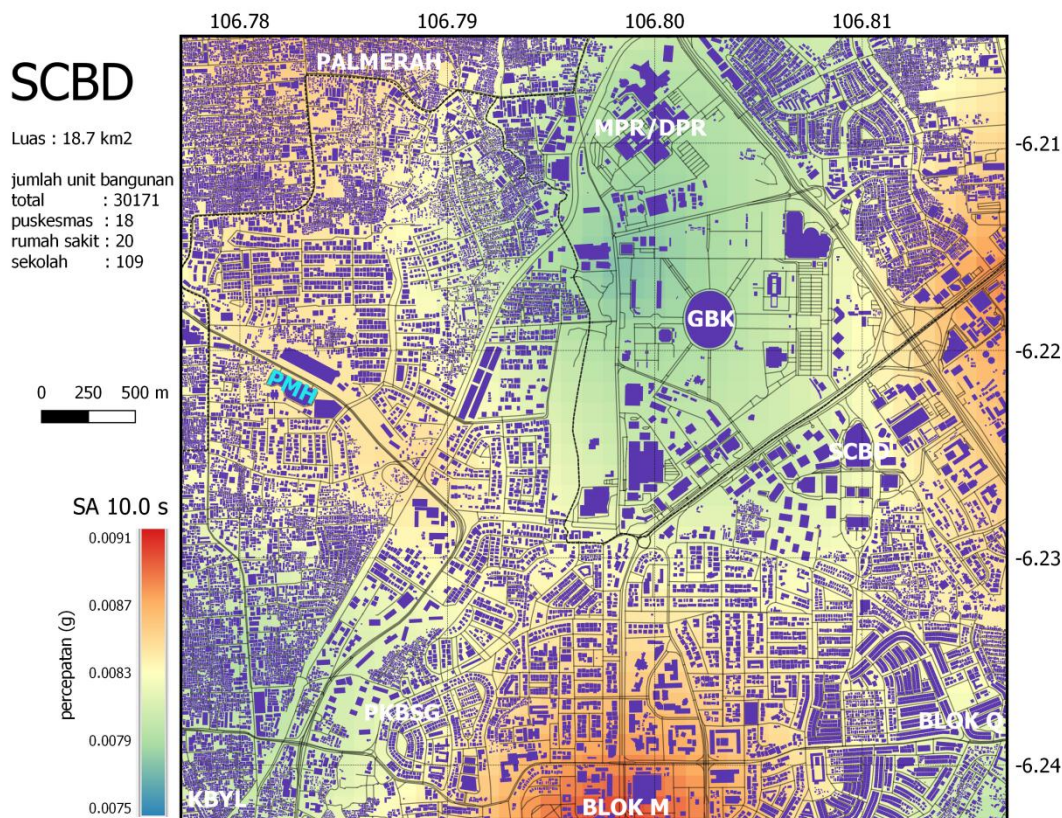 106.78 106.79 106.80 106.81
SCBD
Luas : 18.7 km2
jumlah unit bangunan
total : 30171
puskesmas : 18
rumah sakit : 20
sekolah : 109
0 250 500 m
SA 10.0 s
percepatan (g)
0.0091
0.0087
0.0083
0.0079
0.0075
PALMERAH
MPR/DPR
GBK
PMH
SCBD
PKBSG
BLOK Q
KBYL
BLOK M
-6.21
-6.22
-6.23
-6.24